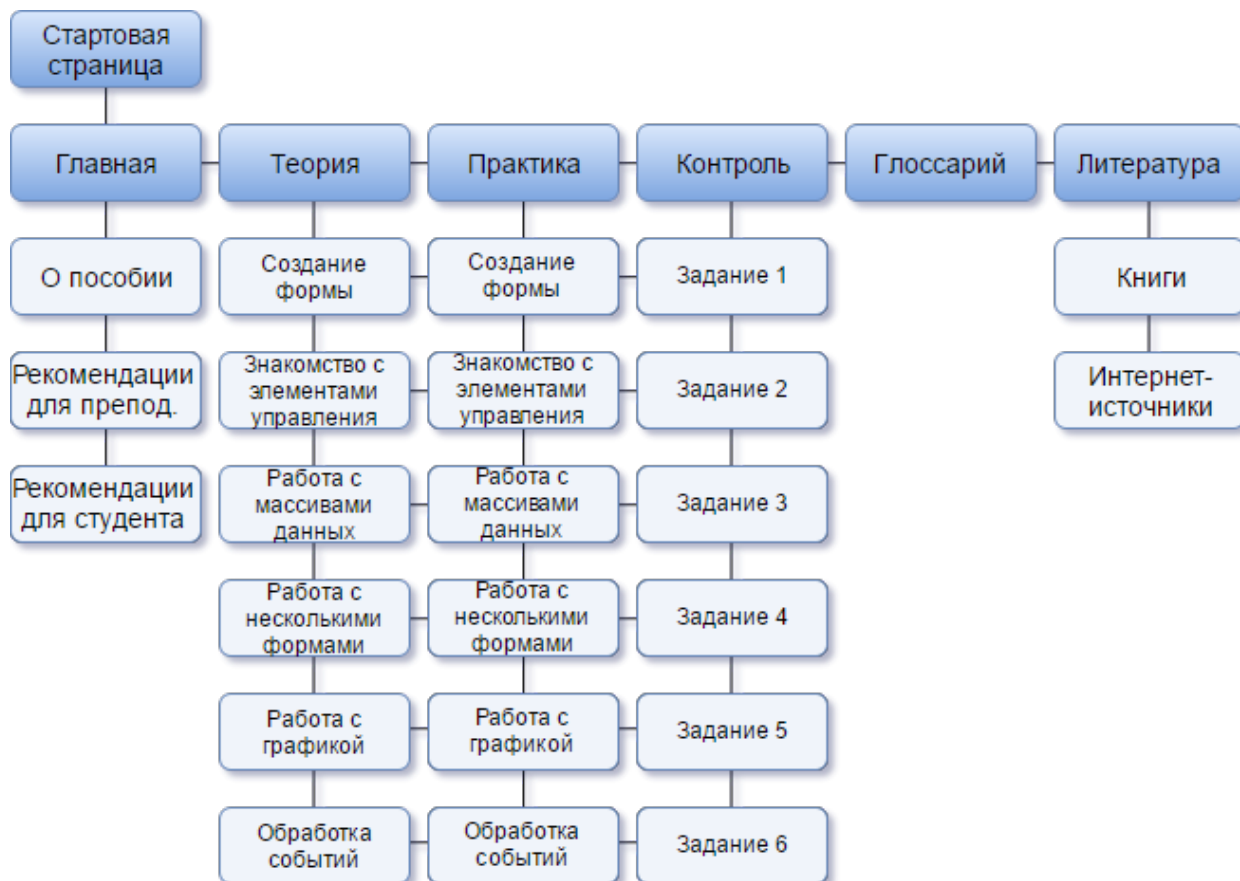 Стартовая
страница
Главная
Теория
Практика
Контроль
Глоссарий
Литература
О пособии
Создание
формы
Создание
формы
Задание 1
Книги
Рекомендации
для препод.
Знакомство с
элементами
управления
Знакомство с
элементами
управления
Задание 2
Интернет-
источники
Рекомендации
для студента
Работа с
массивами
данных
Работа с
массивами
данных
Задание 3
Работа с
несколькими
формами
Работа с
несколькими
формами
Задание 4
Работа с
графикой
Работа с
графикой
Задание 5
Обработка
событий
Обработка
событий
Задание 6